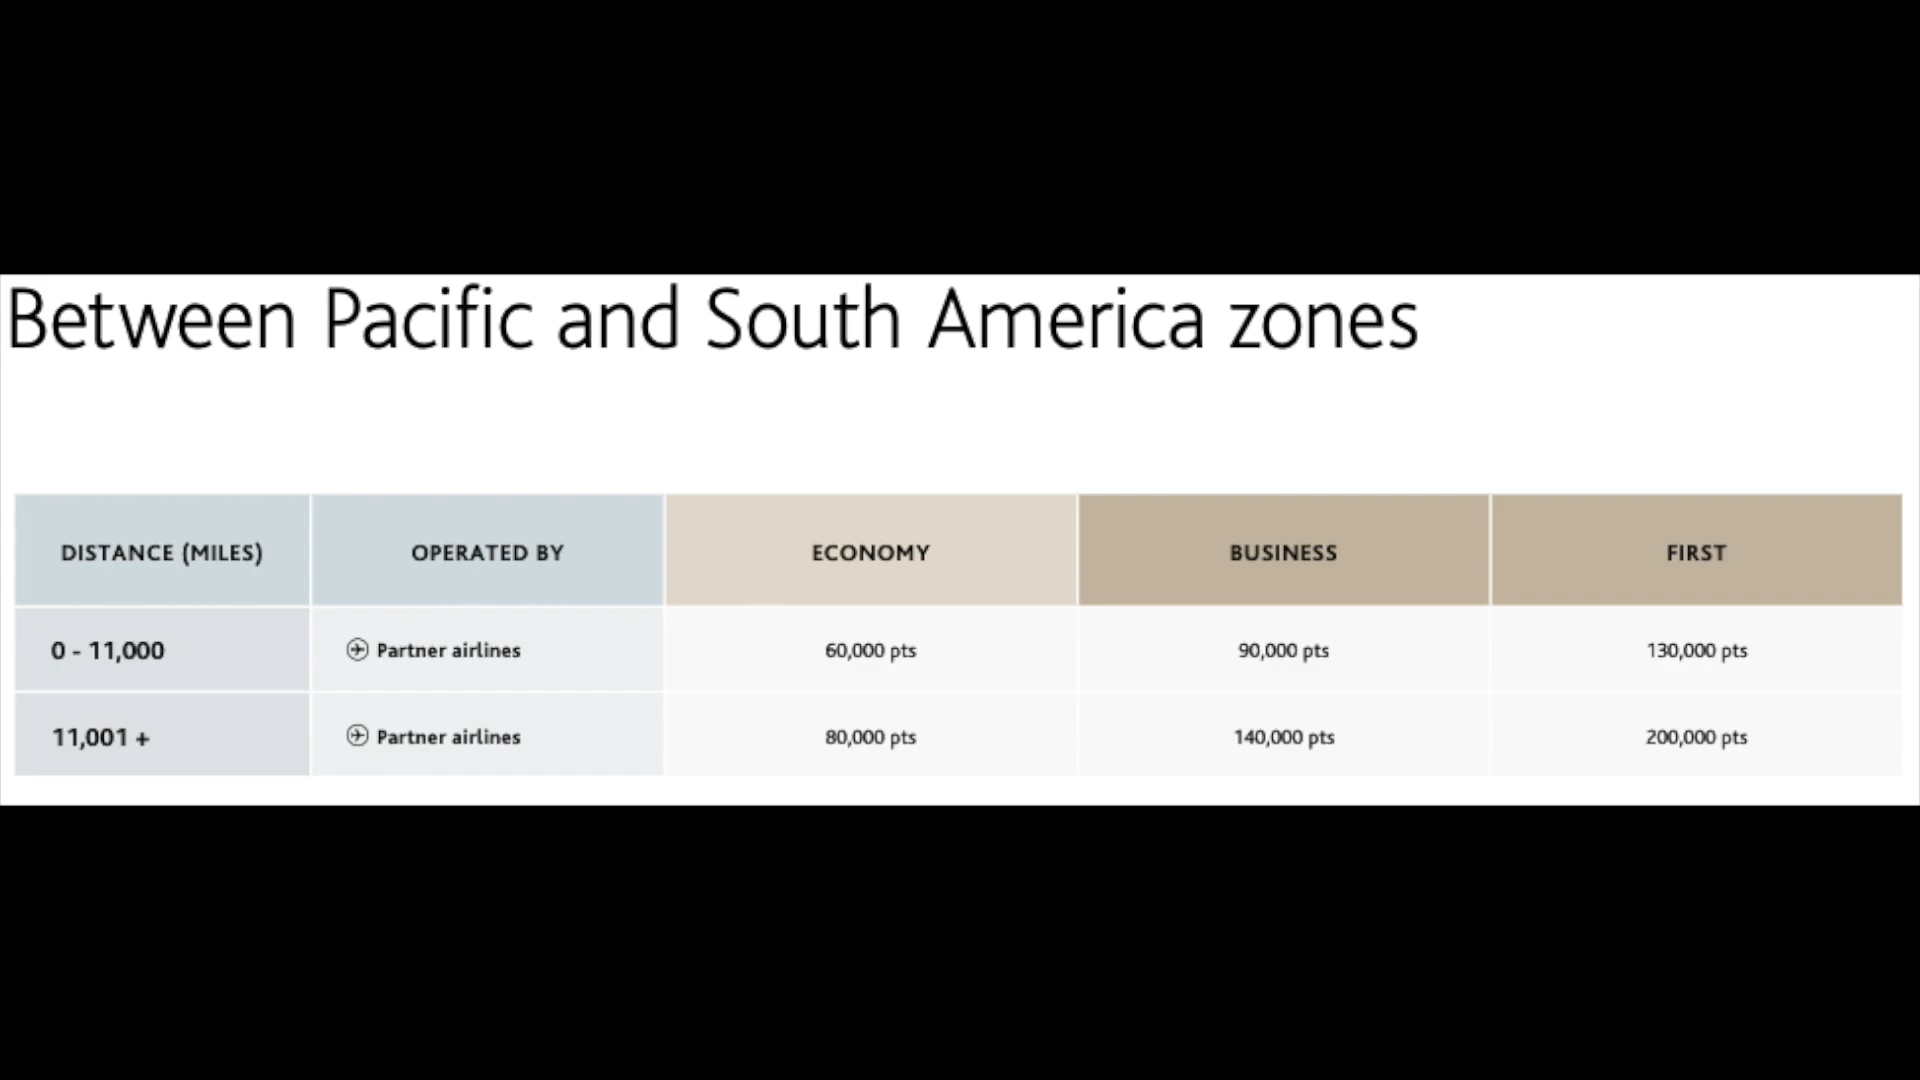 Between Pacific and South America zones
DISTANCE (MILES) OPERATED BY ECONOMY BUSINESS FIRST
0 - 11,000 Partner airlines 60,000 pts 90,000 pts 130,000 pts
11,001 + Partner airlines 80,000 pts 140,000 pts 200,000 pts